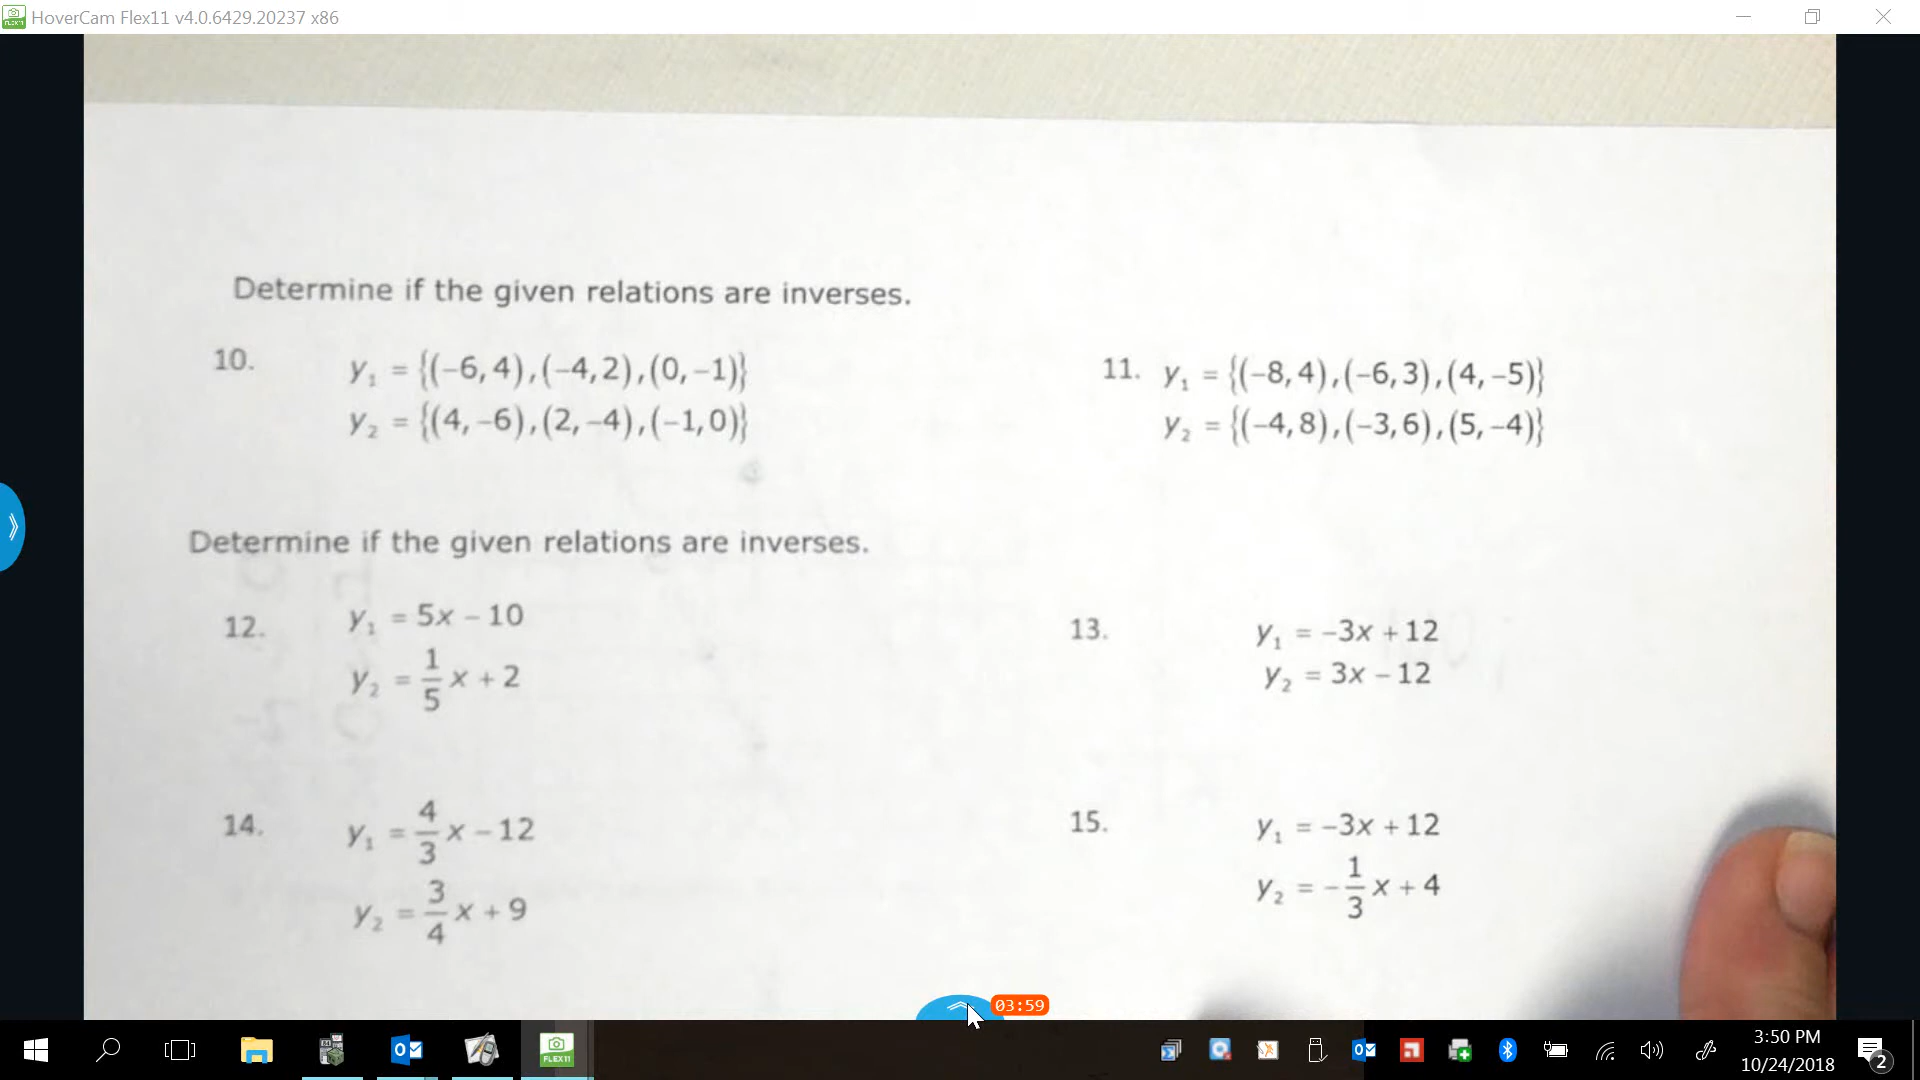 HoverCam Flex11 v4.0.6429.20237 x86
Determine if the given relations are inverses.
10. y₁ = {(−6,4),(−4,2),(0,−1)}
y₂ = {(4,−6),(2,−4),(−1,0)}
11. y₁ = {(−8,4),(−6,3),(4,−5)}
y₂ = {(−4,8),(−3,6),(5,−4)}
Determine if the given relations are inverses.
12. y₁ = 5x − 10
y₂ = 1/5 x + 2
13. y₁ = −3x + 12
y₂ = 3x − 12
14. y₁ = 4/3 x − 12
y₂ = 3/4 x + 9
15. y₁ = −3x + 12
y₂ = −1/3 x + 4
03:59
FLEX11
3:50 PM
10/24/2018
2